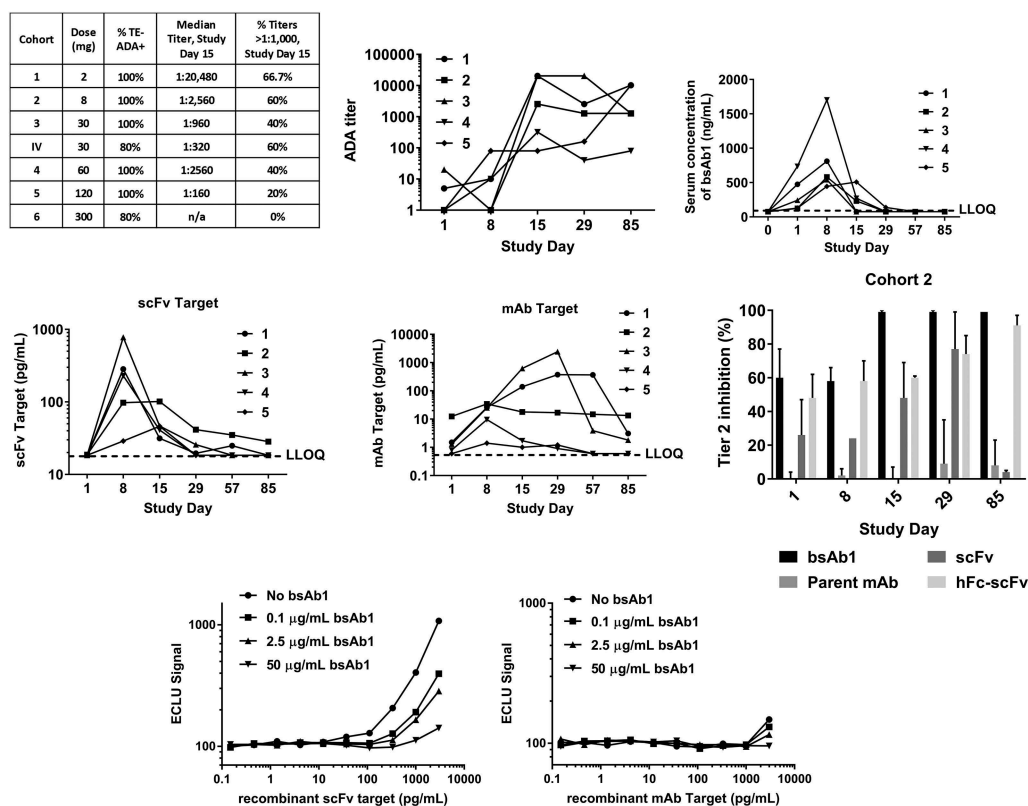 Cohort Dose (mg) % TE-ADA+ Median Titer, Study Day 15 % Titers >1:1,000, Study Day 15
1 2 100% 1:20,480 66.7%
2 8 100% 1:2,560 60%
3 30 100% 1:960 40%
IV 30 80% 1:320 60%
4 60 100% 1:2560 40%
5 120 100% 1:160 20%
6 300 80% n/a 0%
ADA titer
100000
10000
1000
100
10
1
1
2
3
4
5
1 8 15 29 85
Study Day
Serum concentration
of bsAb1 (ng/mL)
2000
1500
1000
500
0
1
2
3
4
5
LLOQ
0 1 8 15 29 57 85
Study Day
scFv Target
scFv Target (pg/mL)
1000
100
10
1
2
3
4
5
LLOQ
1 8 15 29 57 85
Study Day
mAb Target
mAb Target (pg/mL)
10000
1000
100
10
1
0.1
1
2
3
4
5
LLOQ
1 8 15 29 57 85
Study Day
Cohort 2
Tier 2 inhibition (%)
100
80
60
40
20
0
1 8 15 29 85
Study Day
bsAb1 scFv
Parent mAb hFc-scFv
ECLU Signal
1000
100
No bsAb1
0.1 μg/mL bsAb1
2.5 μg/mL bsAb1
50 μg/mL bsAb1
0.1 1 10 100 1000 10000
recombinant scFv target (pg/mL)
ECLU Signal
1000
100
No bsAb1
0.1 μg/mL bsAb1
2.5 μg/mL bsAb1
50 μg/mL bsAb1
0.1 1 10 100 1000 10000
recombinant mAb Target (pg/mL)